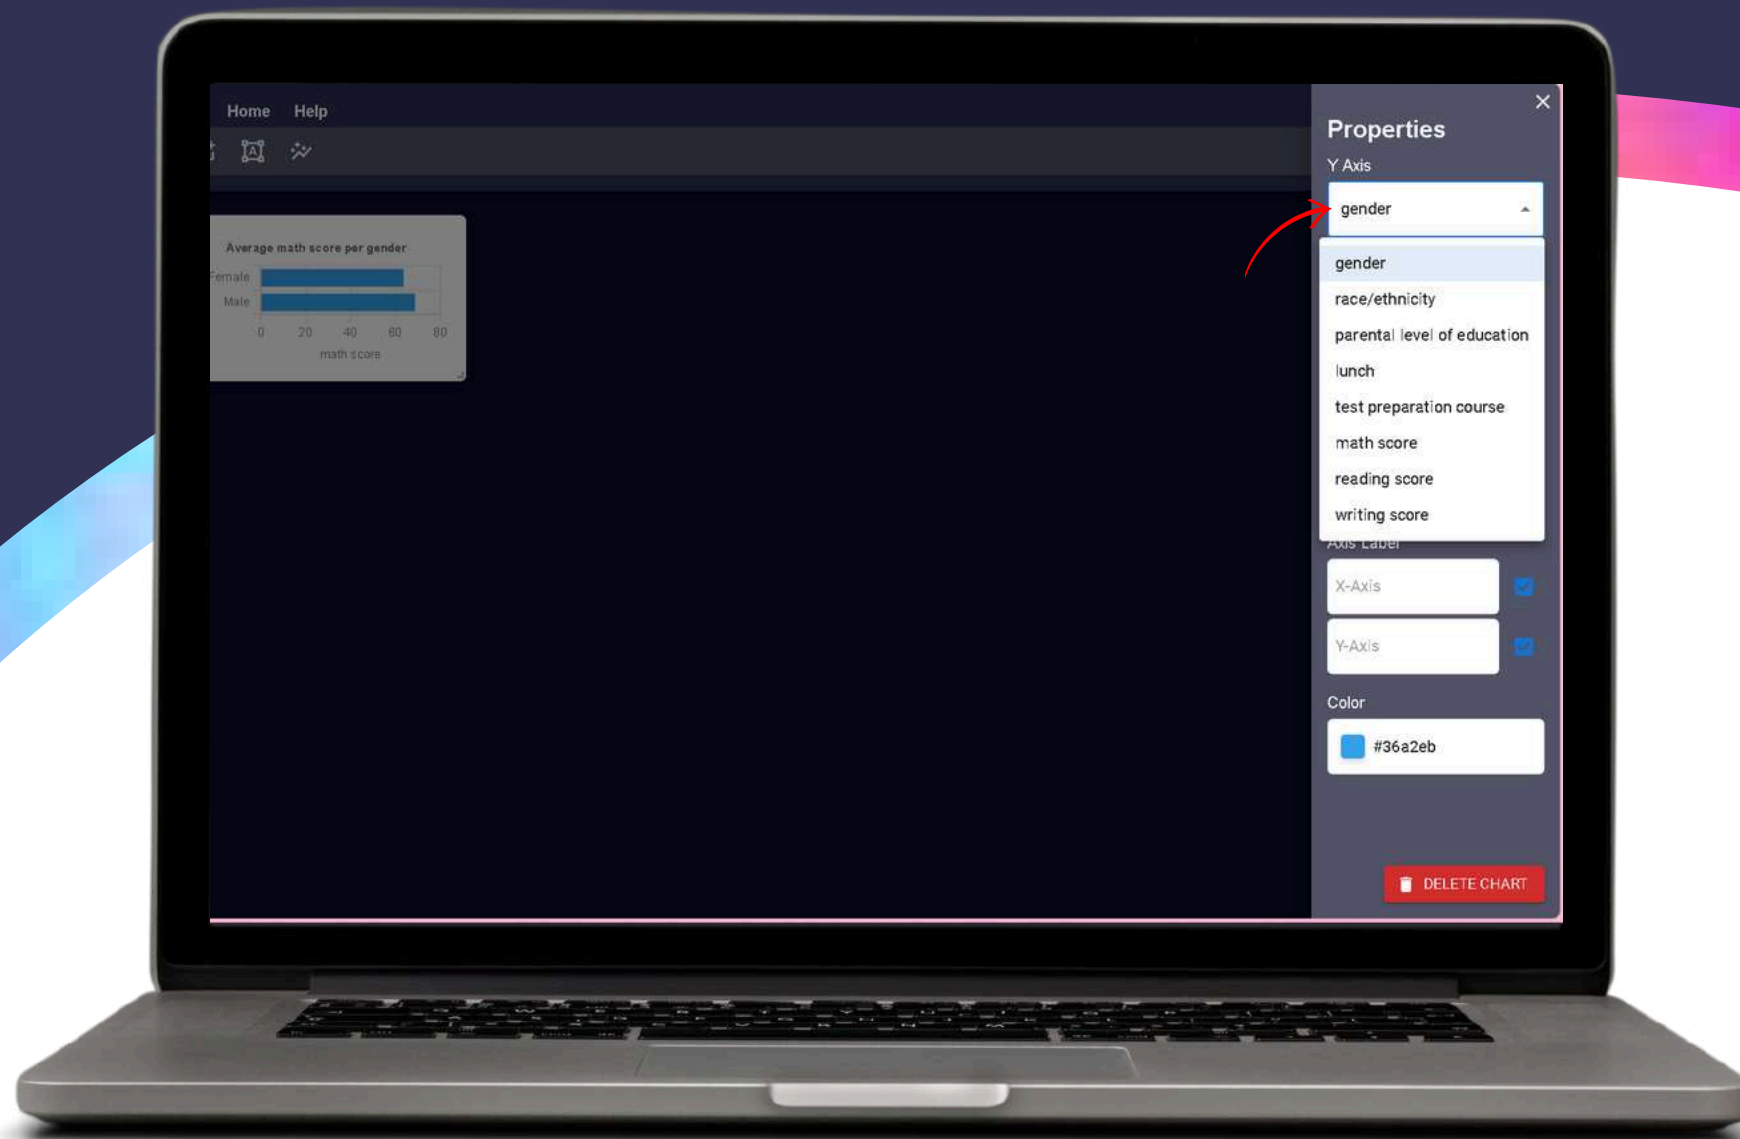 Home Help
A
Average math score per gender
Female
Male
0 20 40 60 80
math score
Properties
Y Axis
gender
gender
race/ethnicity
parental level of education
lunch
test preparation course
math score
reading score
writing score
Axis Label
X-Axis
Y-Axis
Color
#36a2eb
DELETE CHART